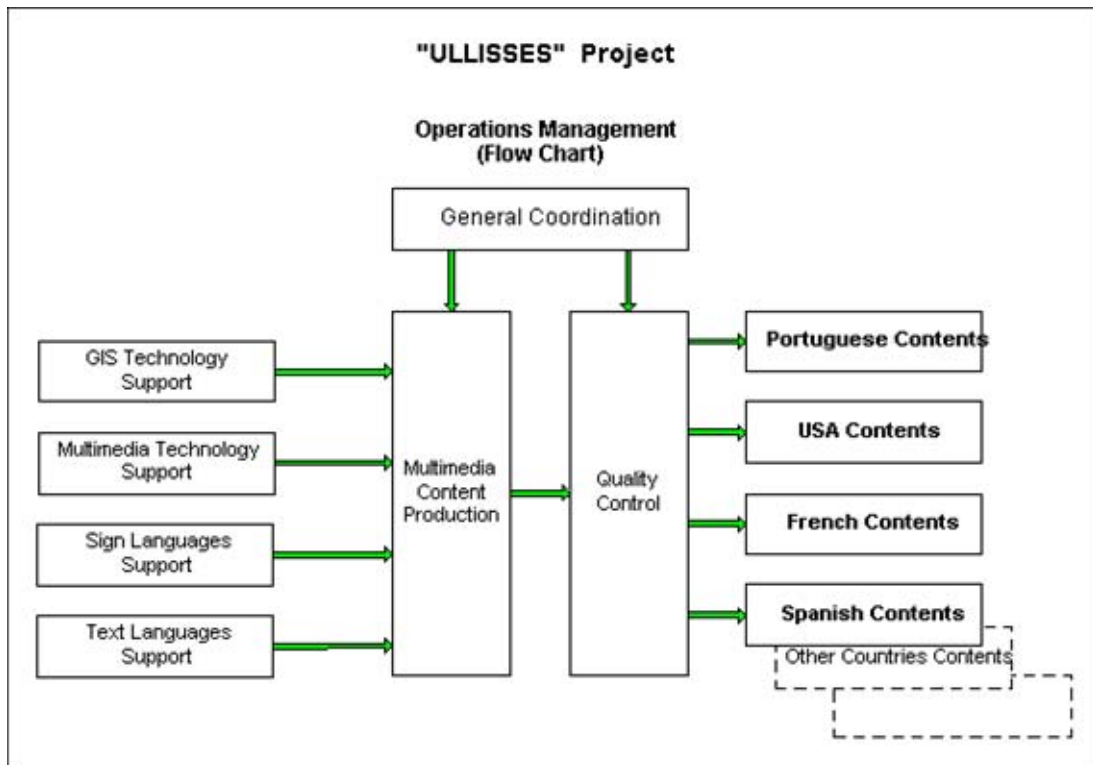 "ULLISSES" Project
Operations Management
(Flow Chart)
General Coordination
GIS Technology
Support
Multimedia Technology
Support
Sign Languages
Support
Text Languages
Support
Multimedia
Content
Production
Quality
Control
Portuguese Contents
USA Contents
French Contents
Spanish Contents
Other Countries Contents